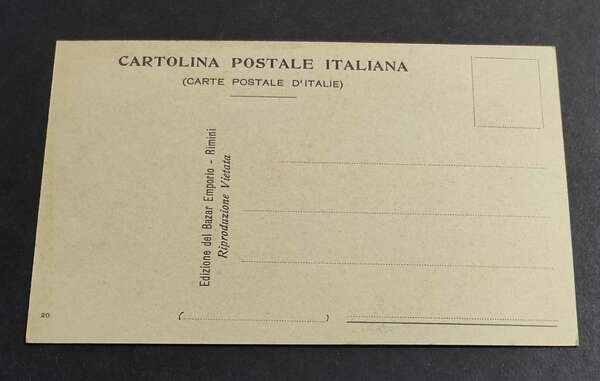 CARTOLINA POSTALE ITALIANA
(CARTE POSTALE D'ITALIE)
Edizione del Bazar Emporio - Rimini
Riproduzione Vietata
( )
20